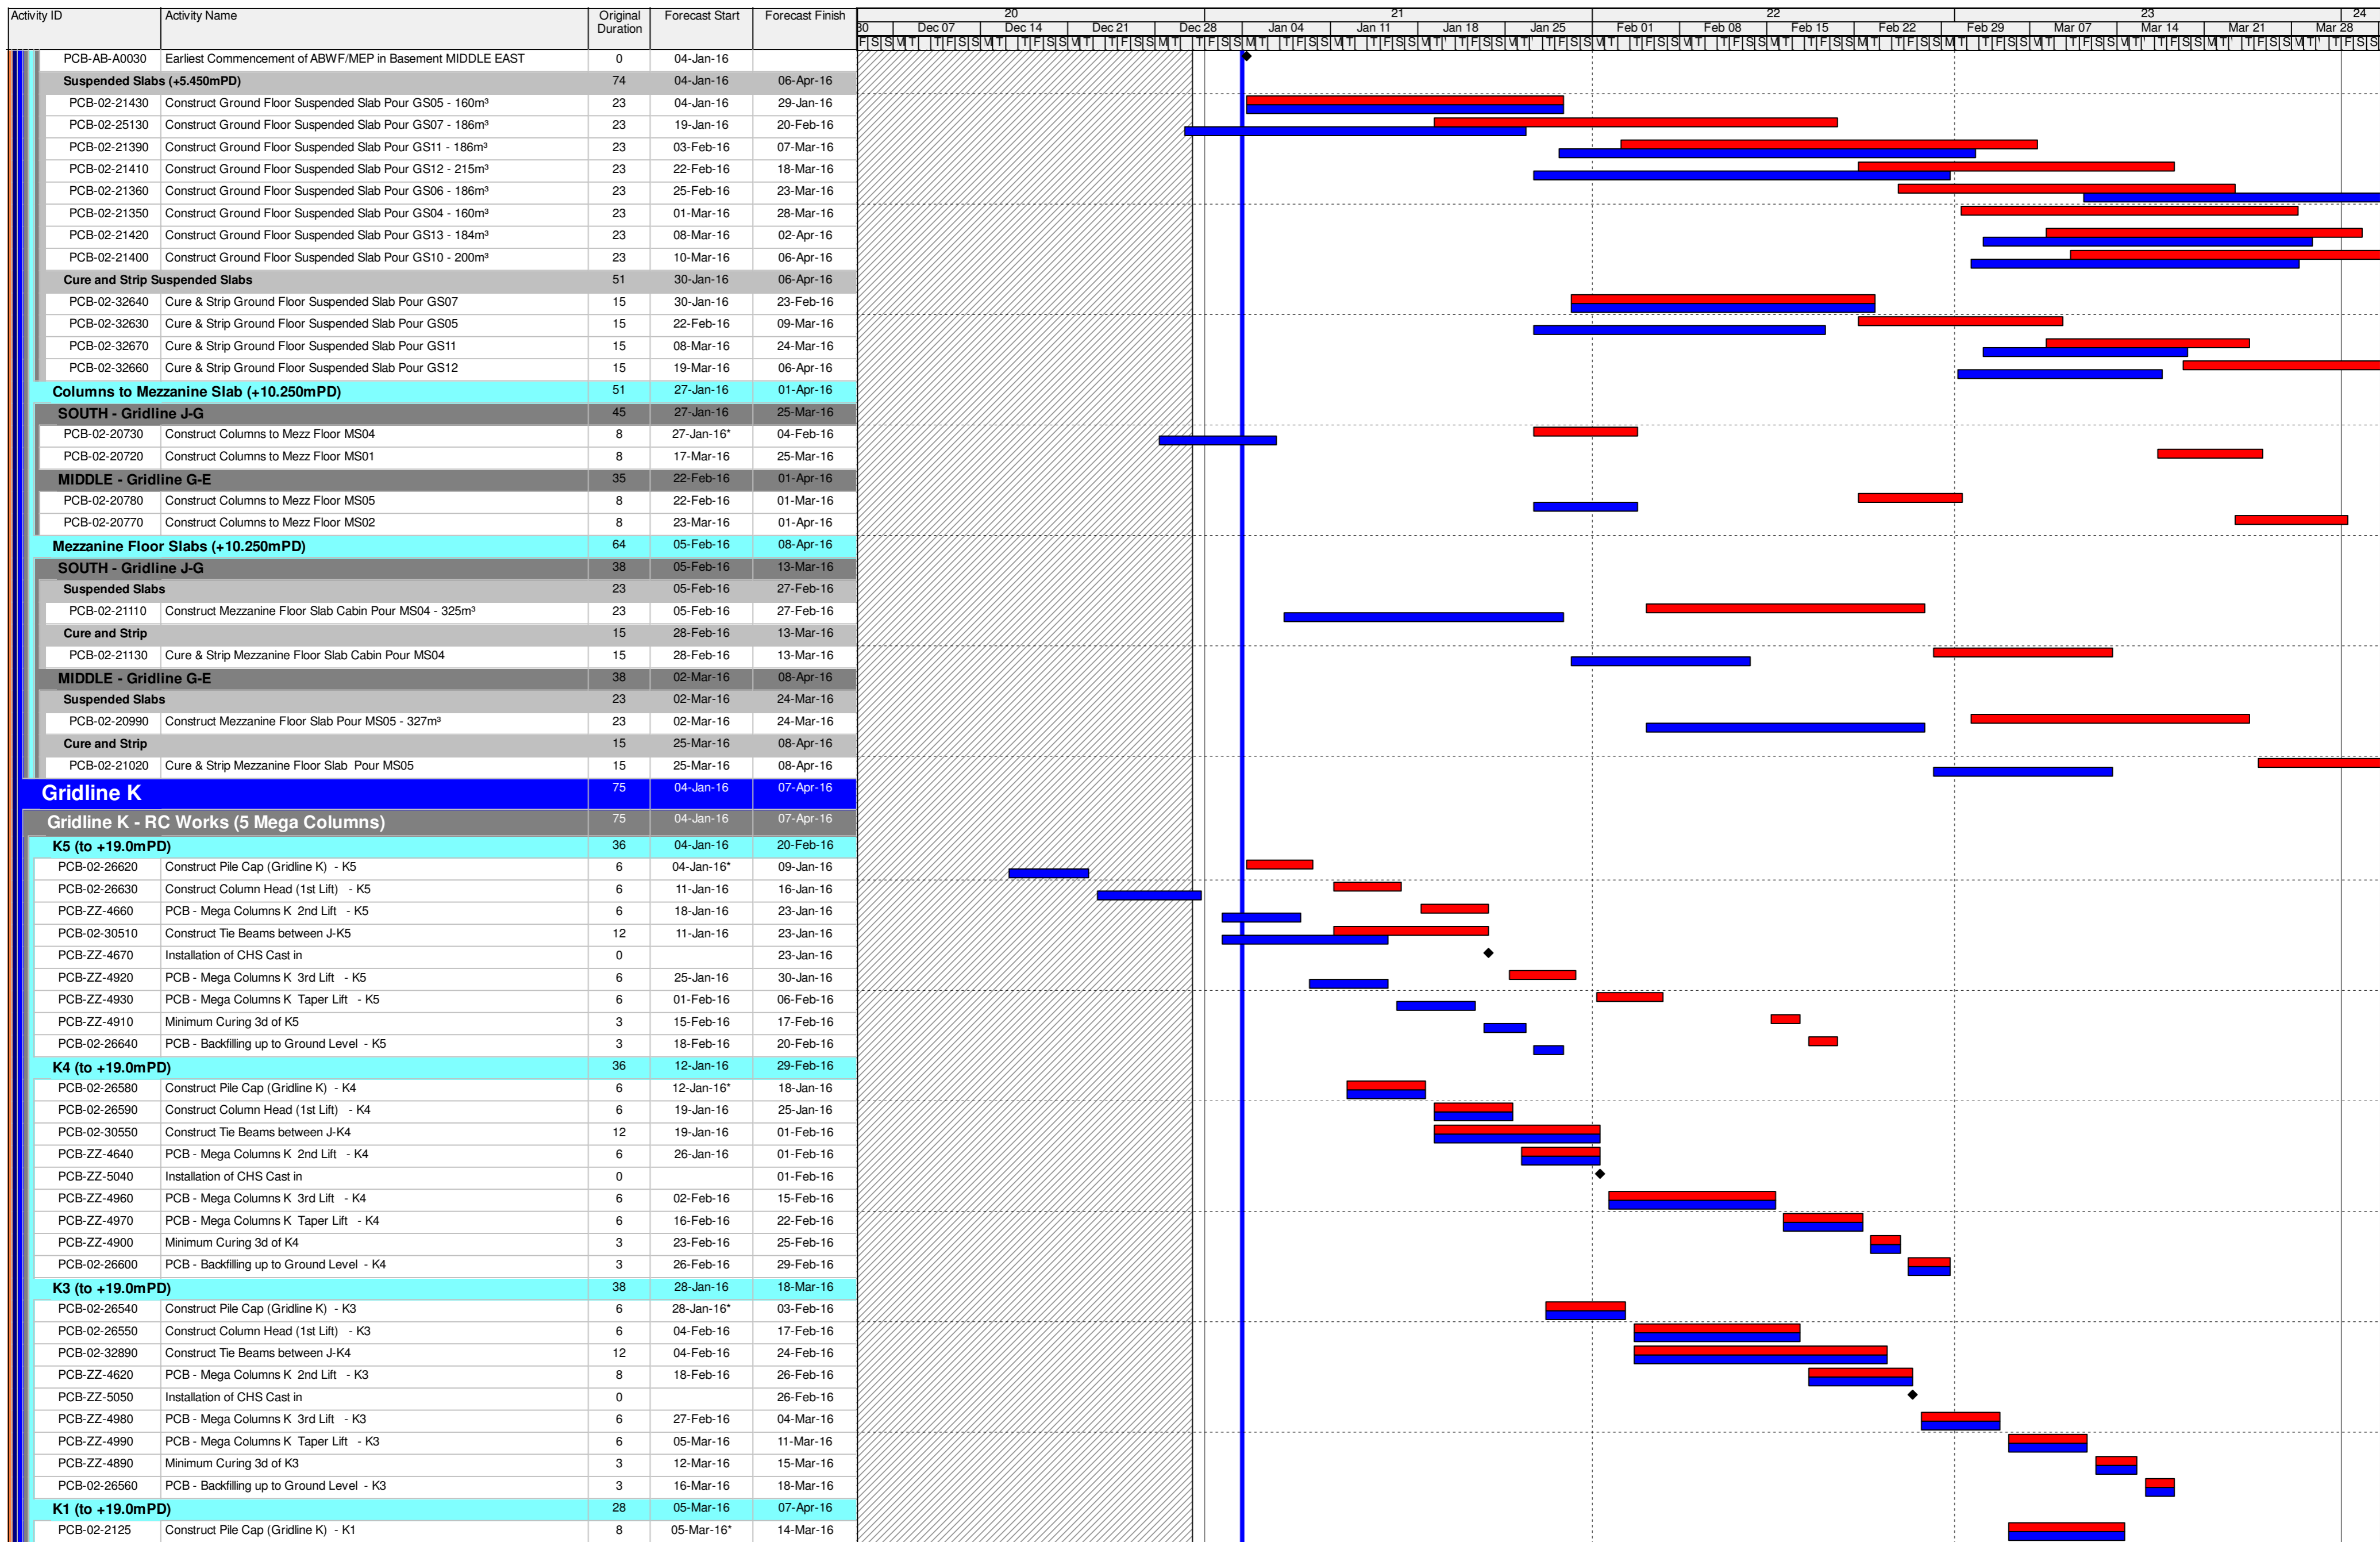 Activity ID Activity Name Original Duration Forecast Start Forecast Finish
20 21 22 23 24
30 Dec 07 Dec 14 Dec 21 Dec 28 Jan 04 Jan 11 Jan 18 Jan 25 Feb 01 Feb 08 Feb 15 Feb 22 Feb 29 Mar 07 Mar 14 Mar 21 Mar 28
PCB-AB-A0030 Earliest Commencement of ABWF/MEP in Basement MIDDLE EAST 0 04-Jan-16
Suspended Slabs (+5.450mPD) 74 04-Jan-16 06-Apr-16
PCB-02-21430 Construct Ground Floor Suspended Slab Pour GS05 - 160m³ 23 04-Jan-16 29-Jan-16
PCB-02-25130 Construct Ground Floor Suspended Slab Pour GS07 - 186m³ 23 19-Jan-16 20-Feb-16
PCB-02-21390 Construct Ground Floor Suspended Slab Pour GS11 - 186m³ 23 03-Feb-16 07-Mar-16
PCB-02-21410 Construct Ground Floor Suspended Slab Pour GS12 - 215m³ 23 22-Feb-16 18-Mar-16
PCB-02-21360 Construct Ground Floor Suspended Slab Pour GS06 - 186m³ 23 25-Feb-16 23-Mar-16
PCB-02-21350 Construct Ground Floor Suspended Slab Pour GS04 - 160m³ 23 01-Mar-16 28-Mar-16
PCB-02-21420 Construct Ground Floor Suspended Slab Pour GS13 - 184m³ 23 08-Mar-16 02-Apr-16
PCB-02-21400 Construct Ground Floor Suspended Slab Pour GS10 - 200m³ 23 10-Mar-16 06-Apr-16
Cure and Strip Suspended Slabs 51 30-Jan-16 06-Apr-16
PCB-02-32640 Cure & Strip Ground Floor Suspended Slab Pour GS07 15 30-Jan-16 23-Feb-16
PCB-02-32630 Cure & Strip Ground Floor Suspended Slab Pour GS05 15 22-Feb-16 09-Mar-16
PCB-02-32670 Cure & Strip Ground Floor Suspended Slab Pour GS11 15 08-Mar-16 24-Mar-16
PCB-02-32660 Cure & Strip Ground Floor Suspended Slab Pour GS12 15 19-Mar-16 06-Apr-16
Columns to Mezzanine Slab (+10.250mPD) 51 27-Jan-16 01-Apr-16
SOUTH - Gridline J-G 45 27-Jan-16 25-Mar-16
PCB-02-20730 Construct Columns to Mezz Floor MS04 8 27-Jan-16* 04-Feb-16
PCB-02-20720 Construct Columns to Mezz Floor MS01 8 17-Mar-16 25-Mar-16
MIDDLE - Gridline G-E 35 22-Feb-16 01-Apr-16
PCB-02-20780 Construct Columns to Mezz Floor MS05 8 22-Feb-16 01-Mar-16
PCB-02-20770 Construct Columns to Mezz Floor MS02 8 23-Mar-16 01-Apr-16
Mezzanine Floor Slabs (+10.250mPD) 64 05-Feb-16 08-Apr-16
SOUTH - Gridline J-G 38 05-Feb-16 13-Mar-16
Suspended Slabs 23 05-Feb-16 27-Feb-16
PCB-02-21110 Construct Mezzanine Floor Slab Cabin Pour MS04 - 325m³ 23 05-Feb-16 27-Feb-16
Cure and Strip 15 28-Feb-16 13-Mar-16
PCB-02-21130 Cure & Strip Mezzanine Floor Slab Cabin Pour MS04 15 28-Feb-16 13-Mar-16
MIDDLE - Gridline G-E 38 02-Mar-16 08-Apr-16
Suspended Slabs 23 02-Mar-16 24-Mar-16
PCB-02-20990 Construct Mezzanine Floor Slab Pour MS05 - 327m³ 23 02-Mar-16 24-Mar-16
Cure and Strip 15 25-Mar-16 08-Apr-16
PCB-02-21020 Cure & Strip Mezzanine Floor Slab Pour MS05 15 25-Mar-16 08-Apr-16
Gridline K 75 04-Jan-16 07-Apr-16
Gridline K - RC Works (5 Mega Columns) 75 04-Jan-16 07-Apr-16
K5 (to +19.0mPD) 36 04-Jan-16 20-Feb-16
PCB-02-26620 Construct Pile Cap (Gridline K) - K5 6 04-Jan-16* 09-Jan-16
PCB-02-26630 Construct Column Head (1st Lift) - K5 6 11-Jan-16 16-Jan-16
PCB-ZZ-4660 PCB - Mega Columns K 2nd Lift - K5 6 18-Jan-16 23-Jan-16
PCB-02-30510 Construct Tie Beams between J-K5 12 11-Jan-16 23-Jan-16
PCB-ZZ-4670 Installation of CHS Cast in 0 23-Jan-16
PCB-ZZ-4920 PCB - Mega Columns K 3rd Lift - K5 6 25-Jan-16 30-Jan-16
PCB-ZZ-4930 PCB - Mega Columns K Taper Lift - K5 6 01-Feb-16 06-Feb-16
PCB-ZZ-4910 Minimum Curing 3d of K5 3 15-Feb-16 17-Feb-16
PCB-02-26640 PCB - Backfilling up to Ground Level - K5 3 18-Feb-16 20-Feb-16
K4 (to +19.0mPD) 36 12-Jan-16 29-Feb-16
PCB-02-26580 Construct Pile Cap (Gridline K) - K4 6 12-Jan-16* 18-Jan-16
PCB-02-26590 Construct Column Head (1st Lift) - K4 6 19-Jan-16 25-Jan-16
PCB-02-30550 Construct Tie Beams between J-K4 12 19-Jan-16 01-Feb-16
PCB-ZZ-4640 PCB - Mega Columns K 2nd Lift - K4 6 26-Jan-16 01-Feb-16
PCB-ZZ-5040 Installation of CHS Cast in 0 01-Feb-16
PCB-ZZ-4960 PCB - Mega Columns K 3rd Lift - K4 6 02-Feb-16 15-Feb-16
PCB-ZZ-4970 PCB - Mega Columns K Taper Lift - K4 6 16-Feb-16 22-Feb-16
PCB-ZZ-4900 Minimum Curing 3d of K4 3 23-Feb-16 25-Feb-16
PCB-02-26600 PCB - Backfilling up to Ground Level - K4 3 26-Feb-16 29-Feb-16
K3 (to +19.0mPD) 38 28-Jan-16 18-Mar-16
PCB-02-26540 Construct Pile Cap (Gridline K) - K3 6 28-Jan-16* 03-Feb-16
PCB-02-26550 Construct Column Head (1st Lift) - K3 6 04-Feb-16 17-Feb-16
PCB-02-32890 Construct Tie Beams between J-K4 12 04-Feb-16 24-Feb-16
PCB-ZZ-4620 PCB - Mega Columns K 2nd Lift - K3 8 18-Feb-16 26-Feb-16
PCB-ZZ-5050 Installation of CHS Cast in 0 26-Feb-16
PCB-ZZ-4980 PCB - Mega Columns K 3rd Lift - K3 6 27-Feb-16 04-Mar-16
PCB-ZZ-4990 PCB - Mega Columns K Taper Lift - K3 6 05-Mar-16 11-Mar-16
PCB-ZZ-4890 Minimum Curing 3d of K3 3 12-Mar-16 15-Mar-16
PCB-02-26560 PCB - Backfilling up to Ground Level - K3 3 16-Mar-16 18-Mar-16
K1 (to +19.0mPD) 28 05-Mar-16 07-Apr-16
PCB-02-2125 Construct Pile Cap (Gridline K) - K1 8 05-Mar-16* 14-Mar-16